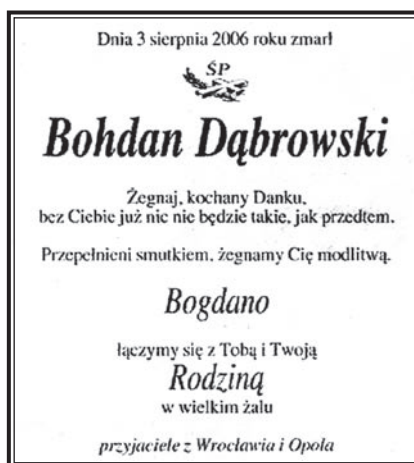 Dnia 3 sierpnia 2006 roku zmarł
ŚP
Bohdan Dąbrowski
Żegnaj, kochany Danku,
bez Ciebie już nic nie będzie takie, jak przedtem.
Przepełnieni smutkiem, żegnamy Cię modlitwą.
Bogdano
łączymy się z Tobą i Twoją
Rodziną
w wielkim żalu
przyjaciele z Wrocławia i Opola